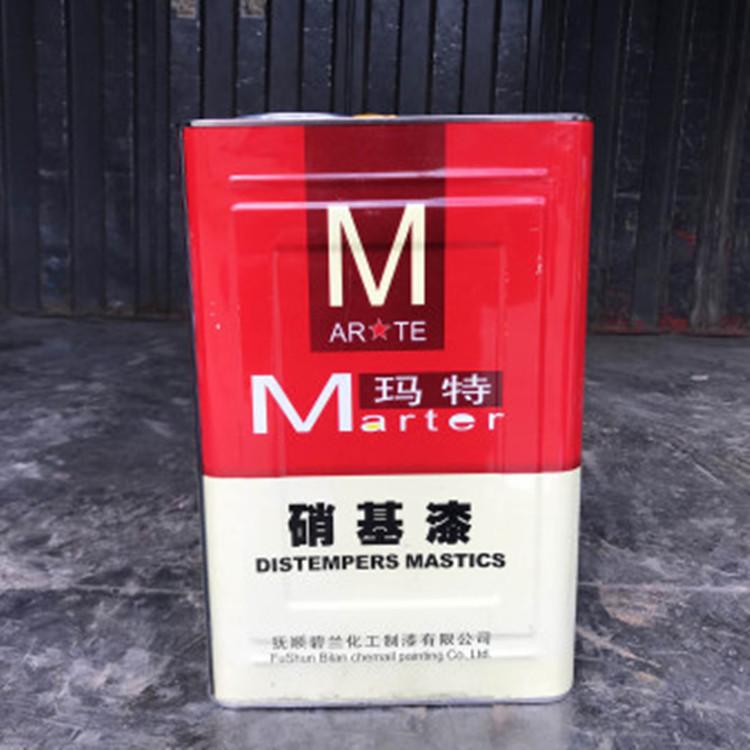 M
AR★TE
Marter 玛特
硝基漆
DISTEMPERS MASTICS
抚顺碧兰化工制漆有限公司
FuShun Bilan chemail painting Co.,Ltd.